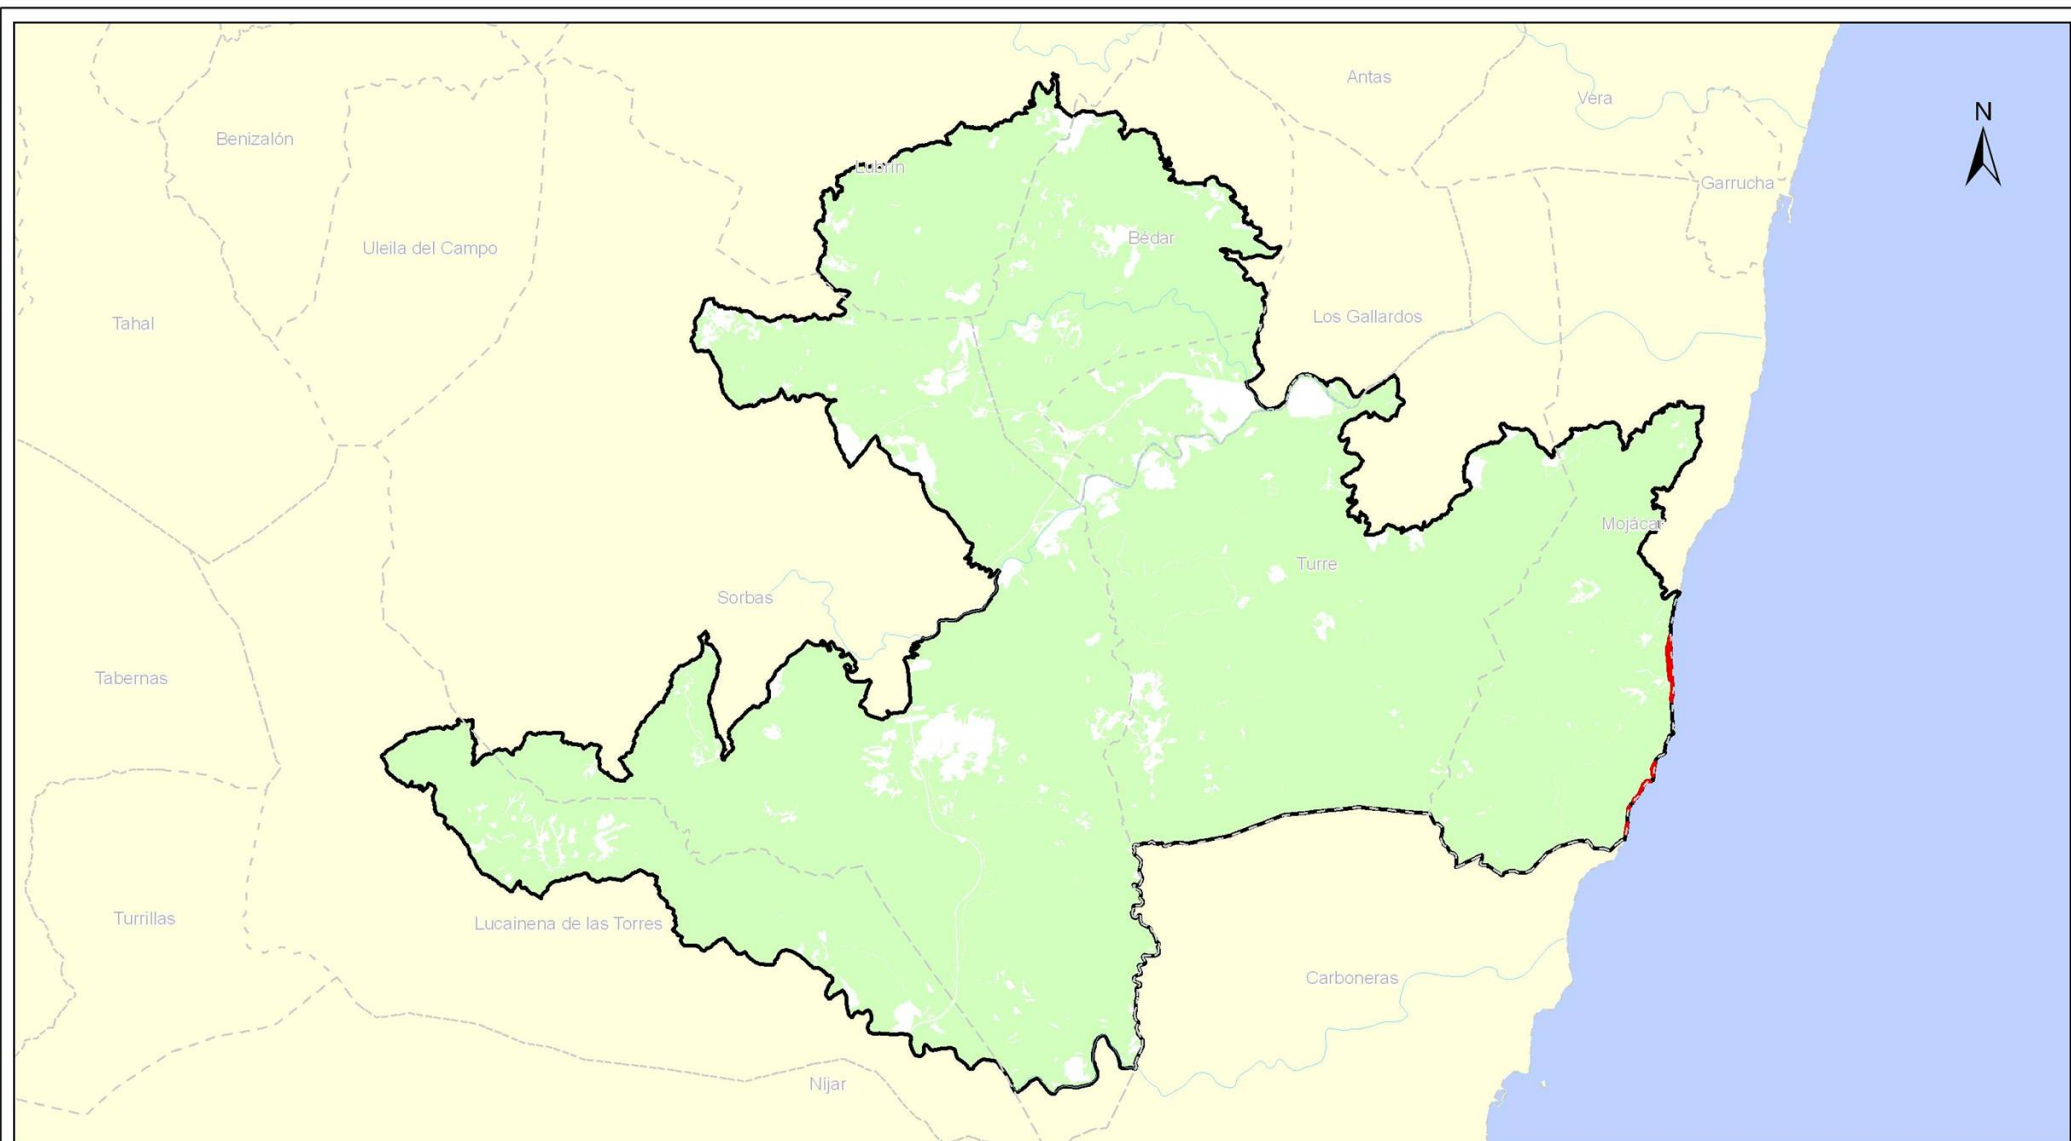 N
Antas
Vera
Benizalón
Lubrín
Garrucha
Bédar
Uleila del Campo
Los Gallardos
Tahal
Mojácar
Turre
Sorbas
Tabernas
Turrillas
Lucainena de las Torres
Carboneras
Níjar